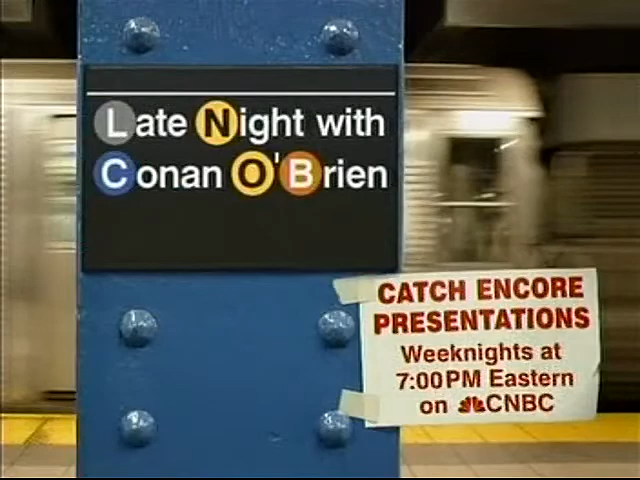 Late Night with
Conan O'Brien
CATCH ENCORE
PRESENTATIONS
Weeknights at
7:00PM Eastern
on CNBC